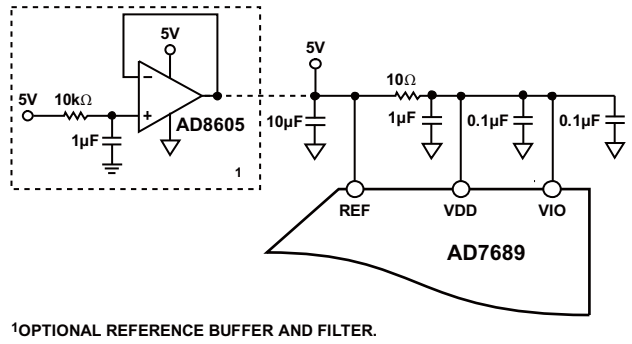 5V
5V
5V
10kΩ
10Ω
−
+
AD8605
1µF
10µF
1µF
0.1µF
0.1µF
1
REF
VDD
VIO
AD7689
1OPTIONAL REFERENCE BUFFER AND FILTER.